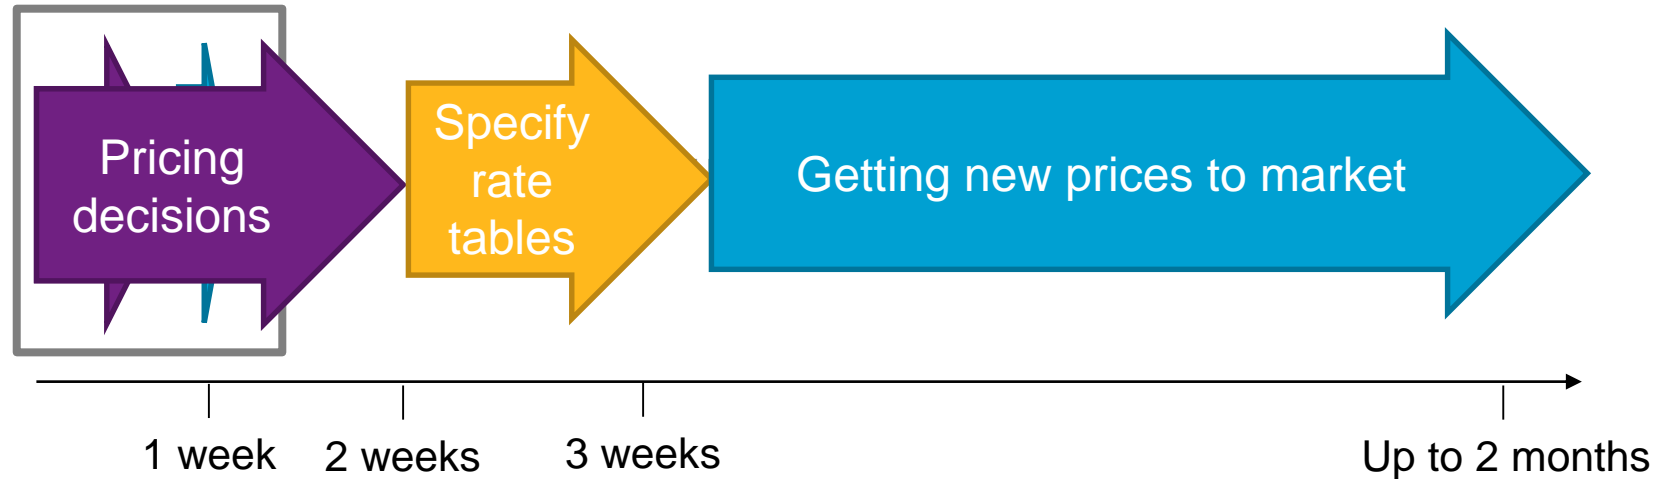 Pricing
decisions
Specify
rate
tables
Getting new prices to market
1 week
2 weeks
3 weeks
Up to 2 months